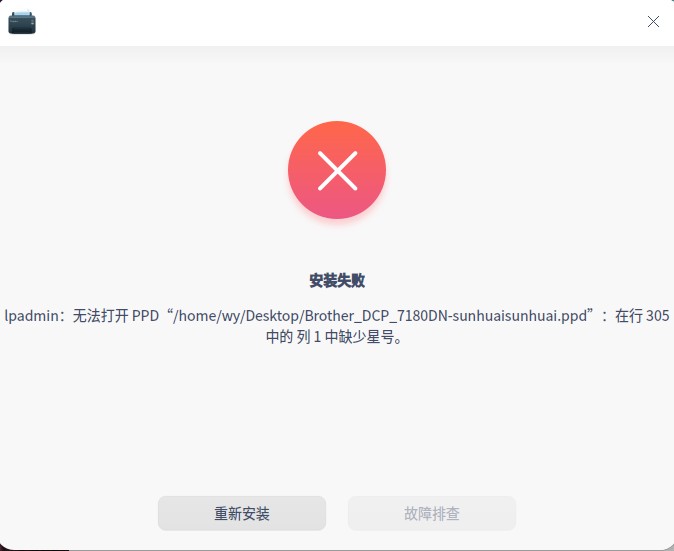 安装失败
lpadmin：无法打开 PPD“/home/wy/Desktop/Brother_DCP_7180DN-sunhuaisunhuai.ppd”：在行 305
中的 列 1 中缺少星号。
重新安装
故障排查